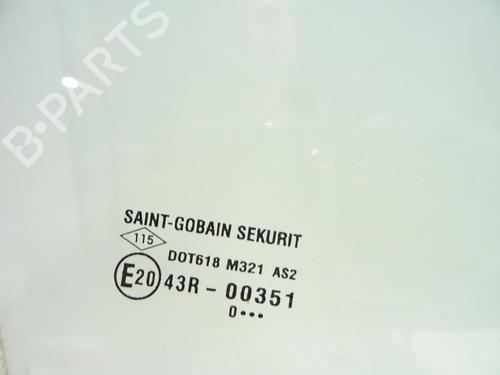 B-PARTS
SAINT-GOBAIN SEKURIT
115
DOT618 M321 AS2
E20 43R-00351
0•••